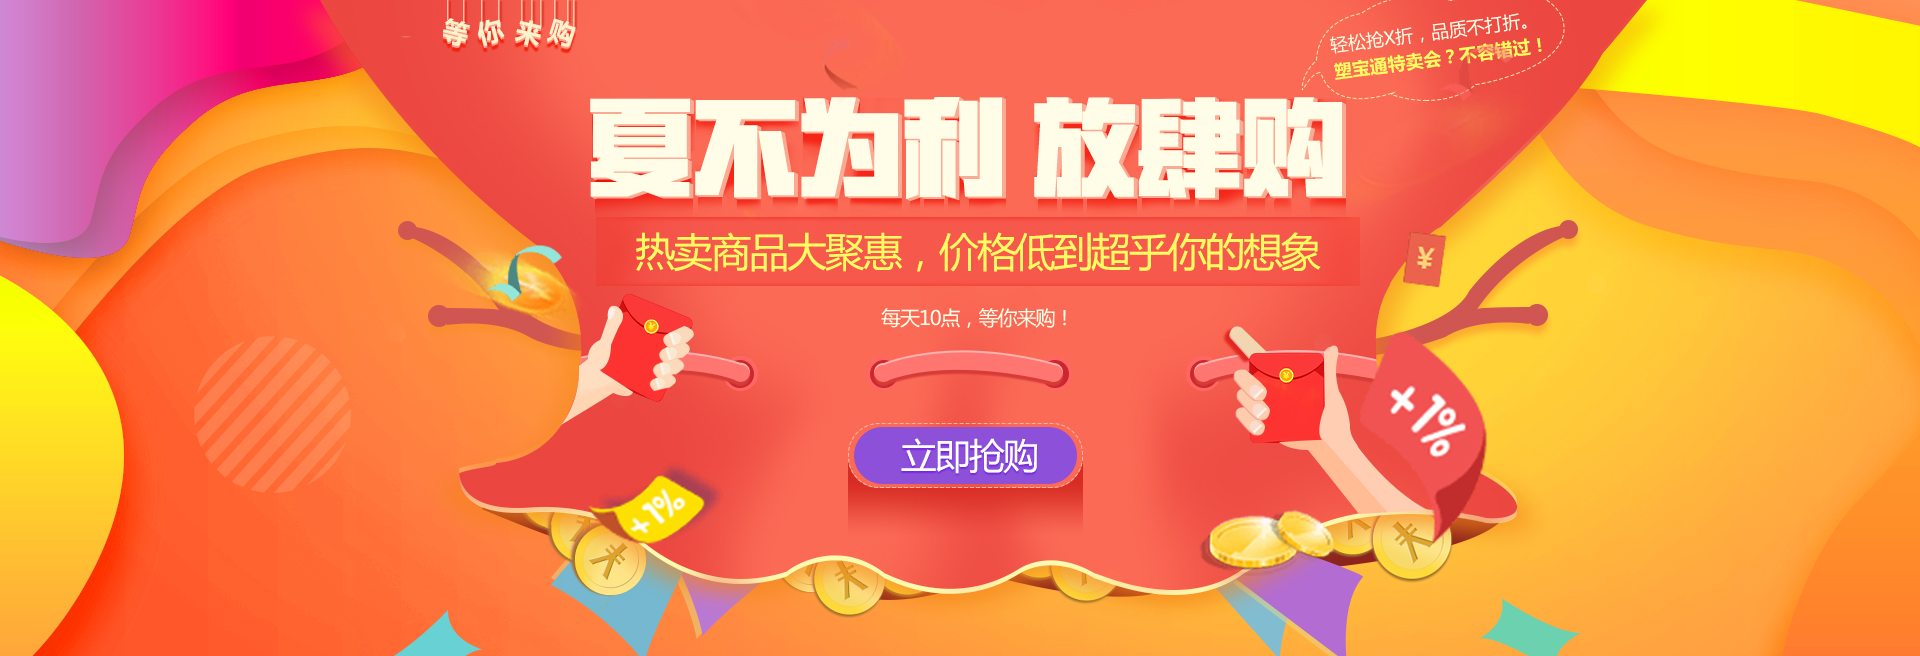 等你 来购
轻松抢X折，品质不打折。
塑宝通特卖会？不容错过！
夏不为利 放肆购
热卖商品大聚惠，价格低到超乎你的想象
¥
每天10点，等你来购！
¥
¥
+1%
立即抢购
+1%